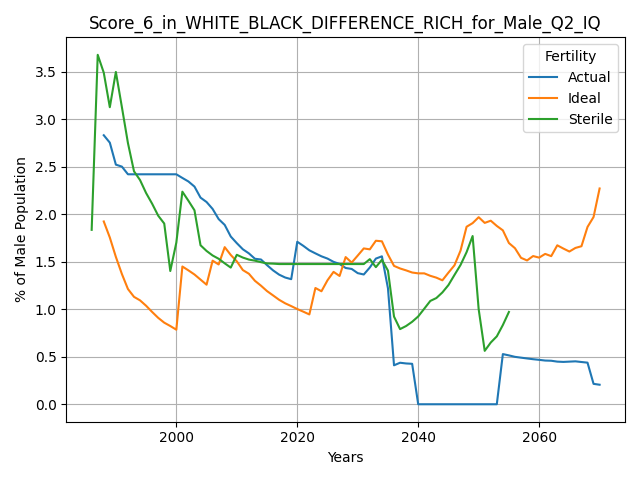 Score_6_in_WHITE_BLACK_DIFFERENCE_RICH_for_Male_Q2_IQ
Fertility
Actual
Ideal
Sterile
% of Male Population
3.5
3.0
2.5
2.0
1.5
1.0
0.5
0.0
2000
2020
2040
2060
Years